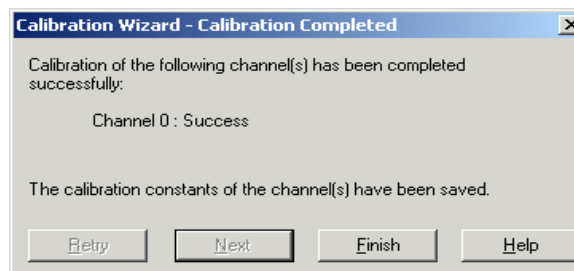 Calibration Wizard - Calibration Completed
Calibration of the following channel(s) has been completed
successfully:
Channel 0 : Success
The calibration constants of the channel(s) have been saved.
Retry Next Finish Help